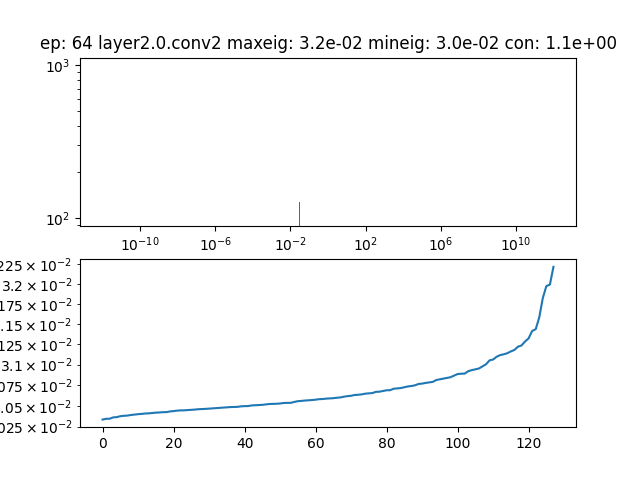 ep: 64 layer2.0.conv2 maxeig: 3.2e-02 mineig: 3.0e-02 con: 1.1e+00
10³
10²
10⁻¹⁰ 10⁻⁶ 10⁻² 10² 10⁶ 10¹⁰
225 × 10⁻²
3.2 × 10⁻²
175 × 10⁻²
.15 × 10⁻²
125 × 10⁻²
3.1 × 10⁻²
075 × 10⁻²
.05 × 10⁻²
025 × 10⁻²
0 20 40 60 80 100 120